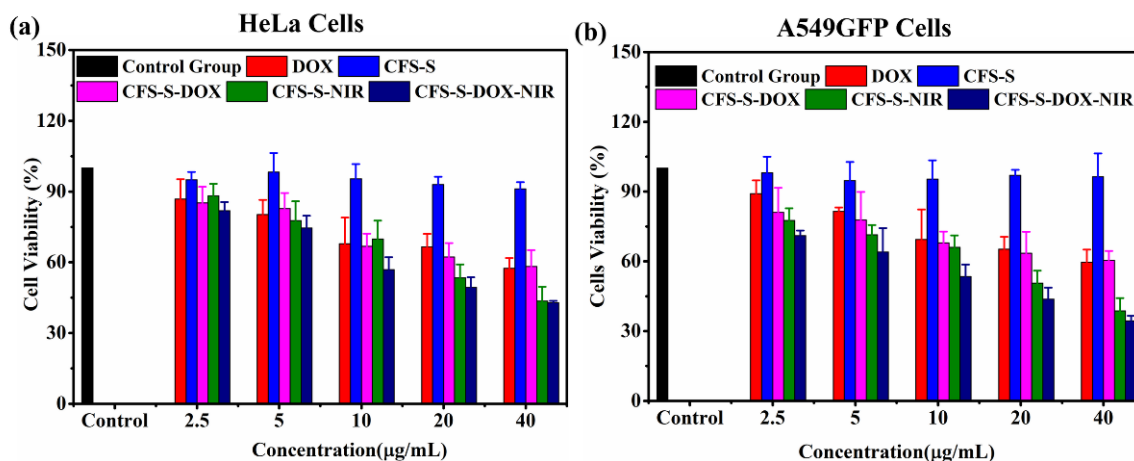 (a)
HeLa Cells
Control Group DOX CFS-S
CFS-S-DOX CFS-S-NIR CFS-S-DOX-NIR
Cell Viability (%)
150
120
90
60
30
0
Control 2.5 5 10 20 40
Concentration(µg/mL)
(b)
A549GFP Cells
Control Group DOX CFS-S
CFS-S-DOX CFS-S-NIR CFS-S-DOX-NIR
Cells Viability (%)
150
120
90
60
30
0
Control 2.5 5 10 20 40
Concentration(µg/mL)